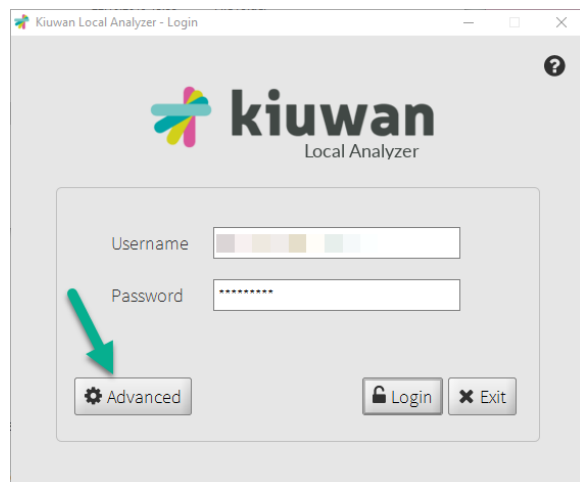 Kiuwan Local Analyzer - Login
kiuwan
Local Analyzer
Username
Password
*********
Advanced
Login
Exit